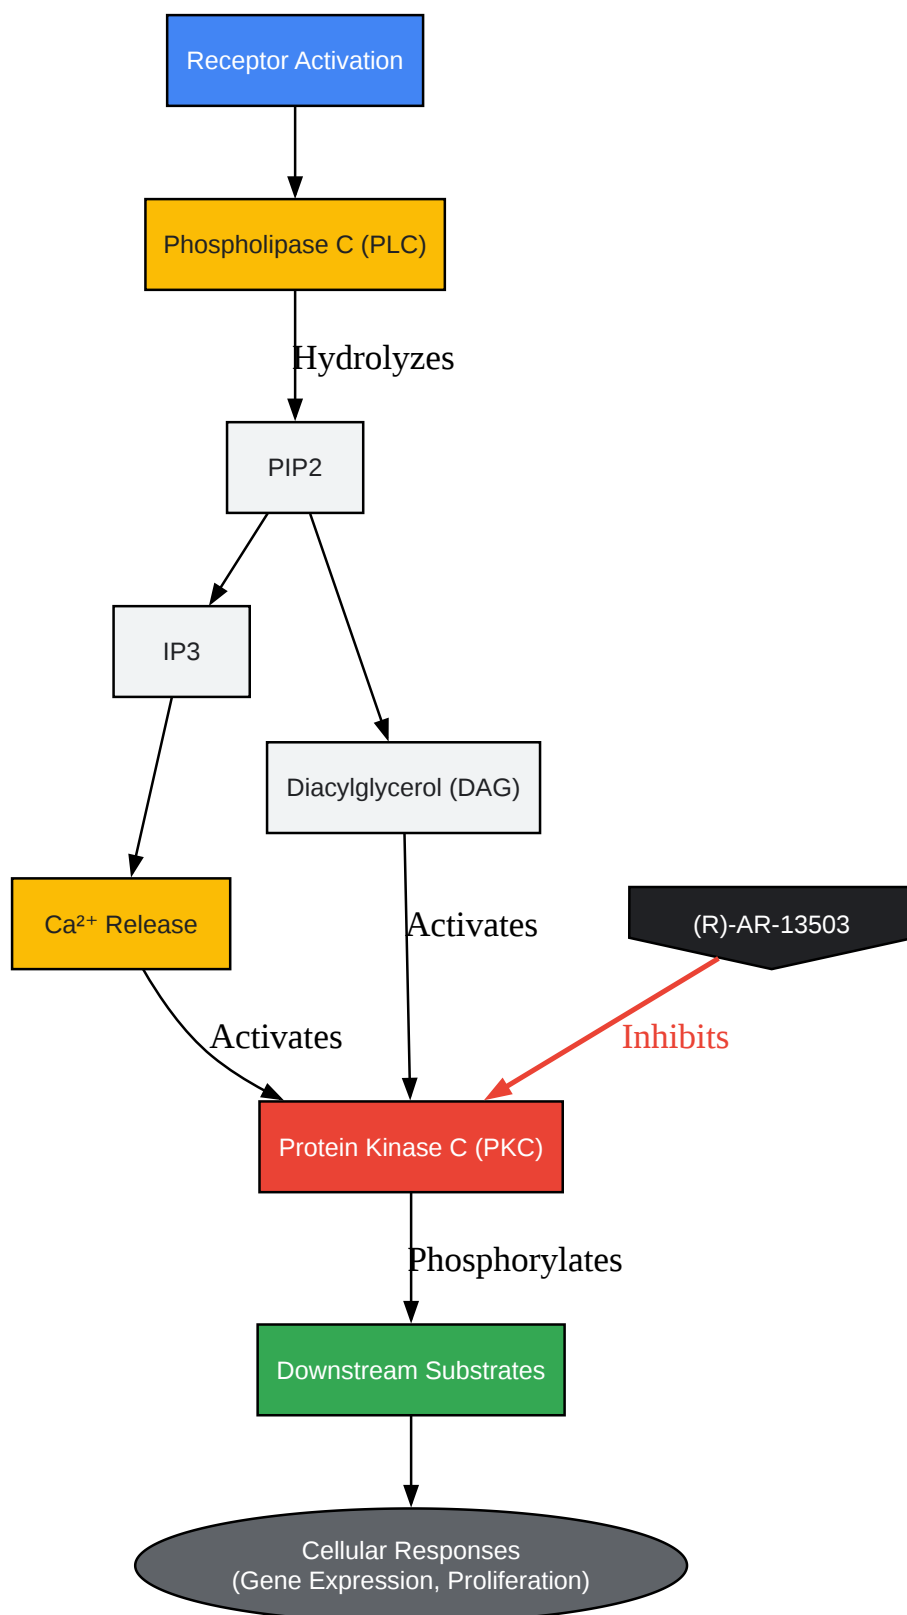 Receptor Activation
Phospholipase C (PLC)
Hydrolyzes
PIP2
IP3
Diacylglycerol (DAG)
Ca²⁺ Release
Activates
(R)-AR-13503
Activates
Inhibits
Protein Kinase C (PKC)
Phosphorylates
Downstream Substrates
Cellular Responses
(Gene Expression, Proliferation)